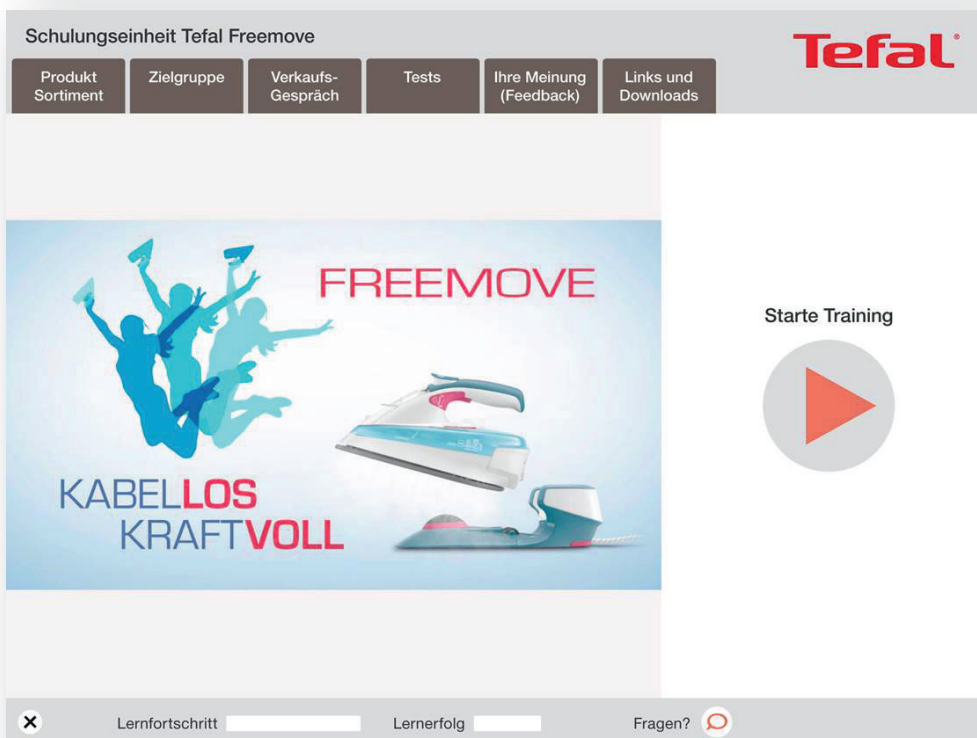 Schulungseinheit Tefal Freemove
Tefal
Produkt
Sortiment
Zielgruppe
Verkaufs-
Gespräch
Tests
Ihre Meinung
(Feedback)
Links und
Downloads
FREEMOVE
KABELLOS
KRAFTVOLL
Starte Training
Lernfortschritt
Lernerfolg
Fragen?